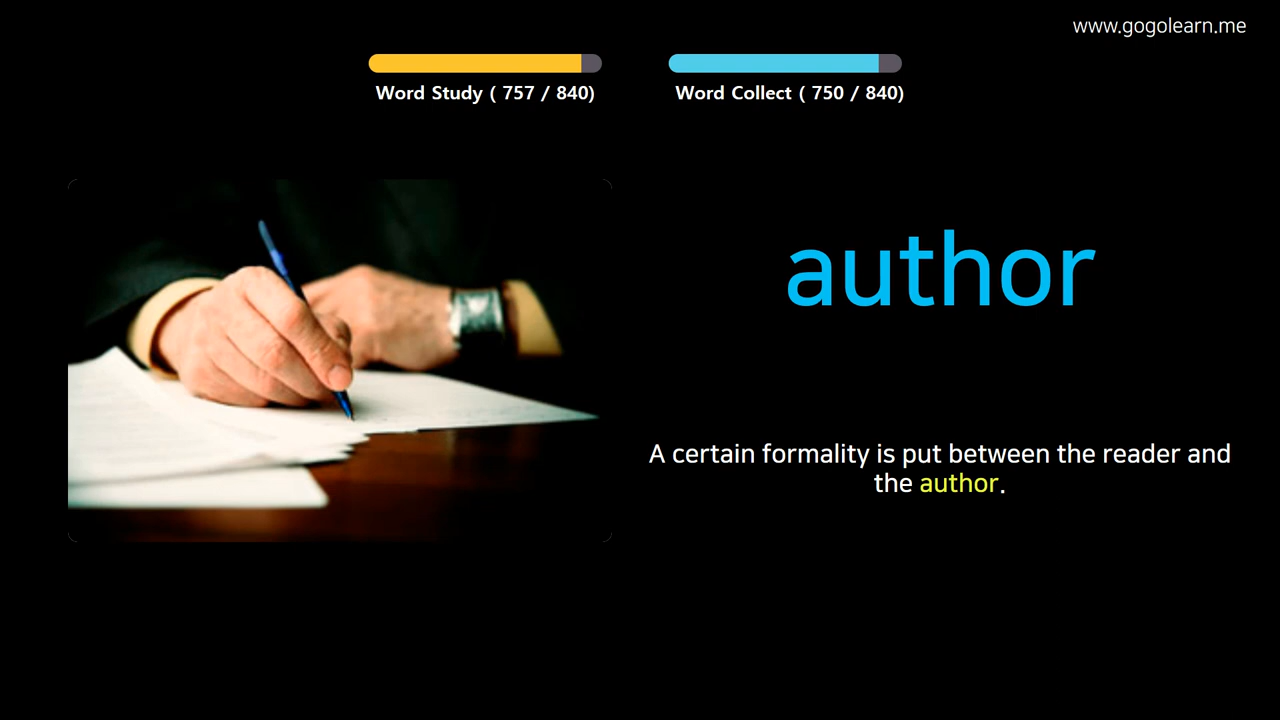 www.gogolearn.me
Word Study ( 757 / 840)
Word Collect ( 750 / 840)
author
A certain formality is put between the reader and
the author.